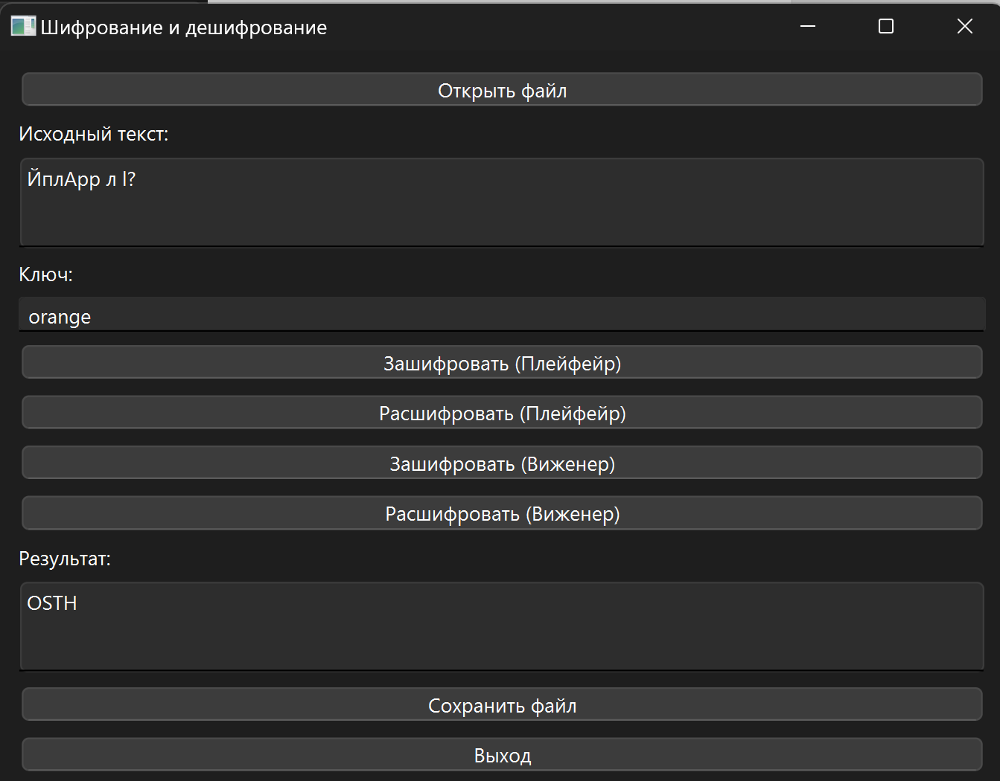 Шифрование и дешифрование
Открыть файл
Исходный текст:
ЙплApp л l?
Ключ:
orange
Зашифровать (Плейфейр)
Расшифровать (Плейфейр)
Зашифровать (Виженер)
Расшифровать (Виженер)
Результат:
OSTH
Сохранить файл
Выход